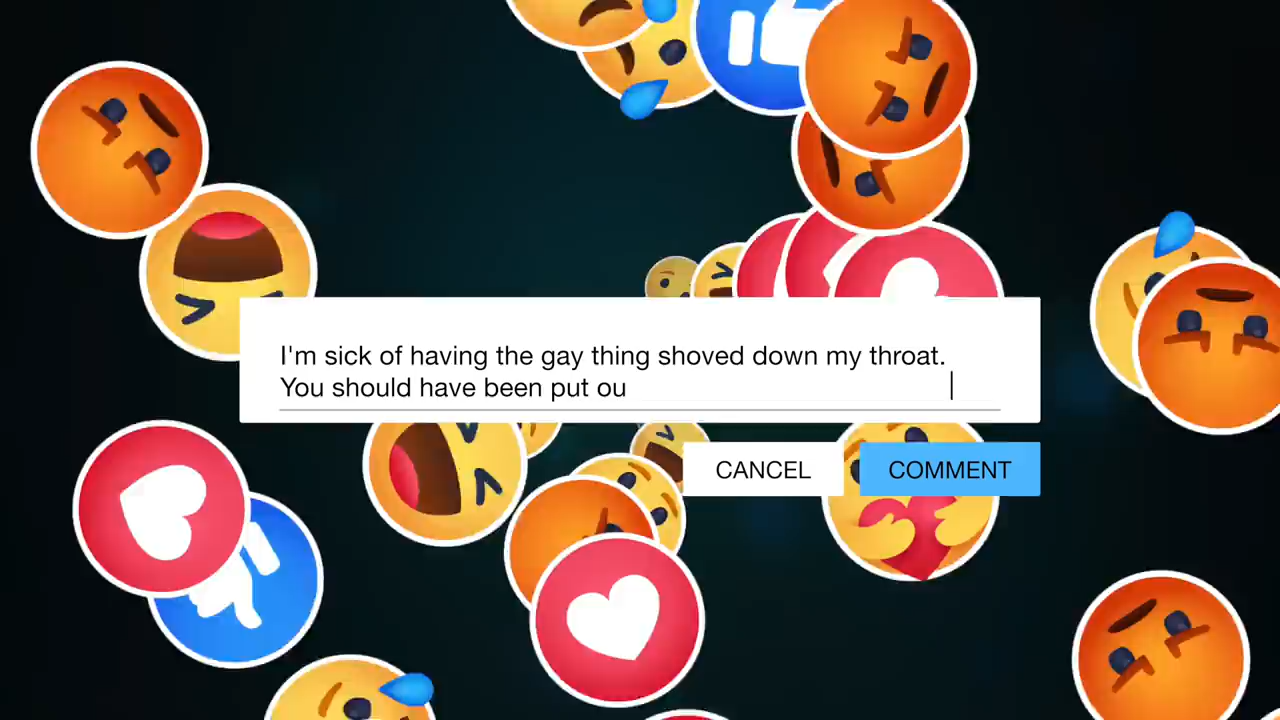 I'm sick of having the gay thing shoved down my throat.
You should have been put ou
CANCEL
COMMENT